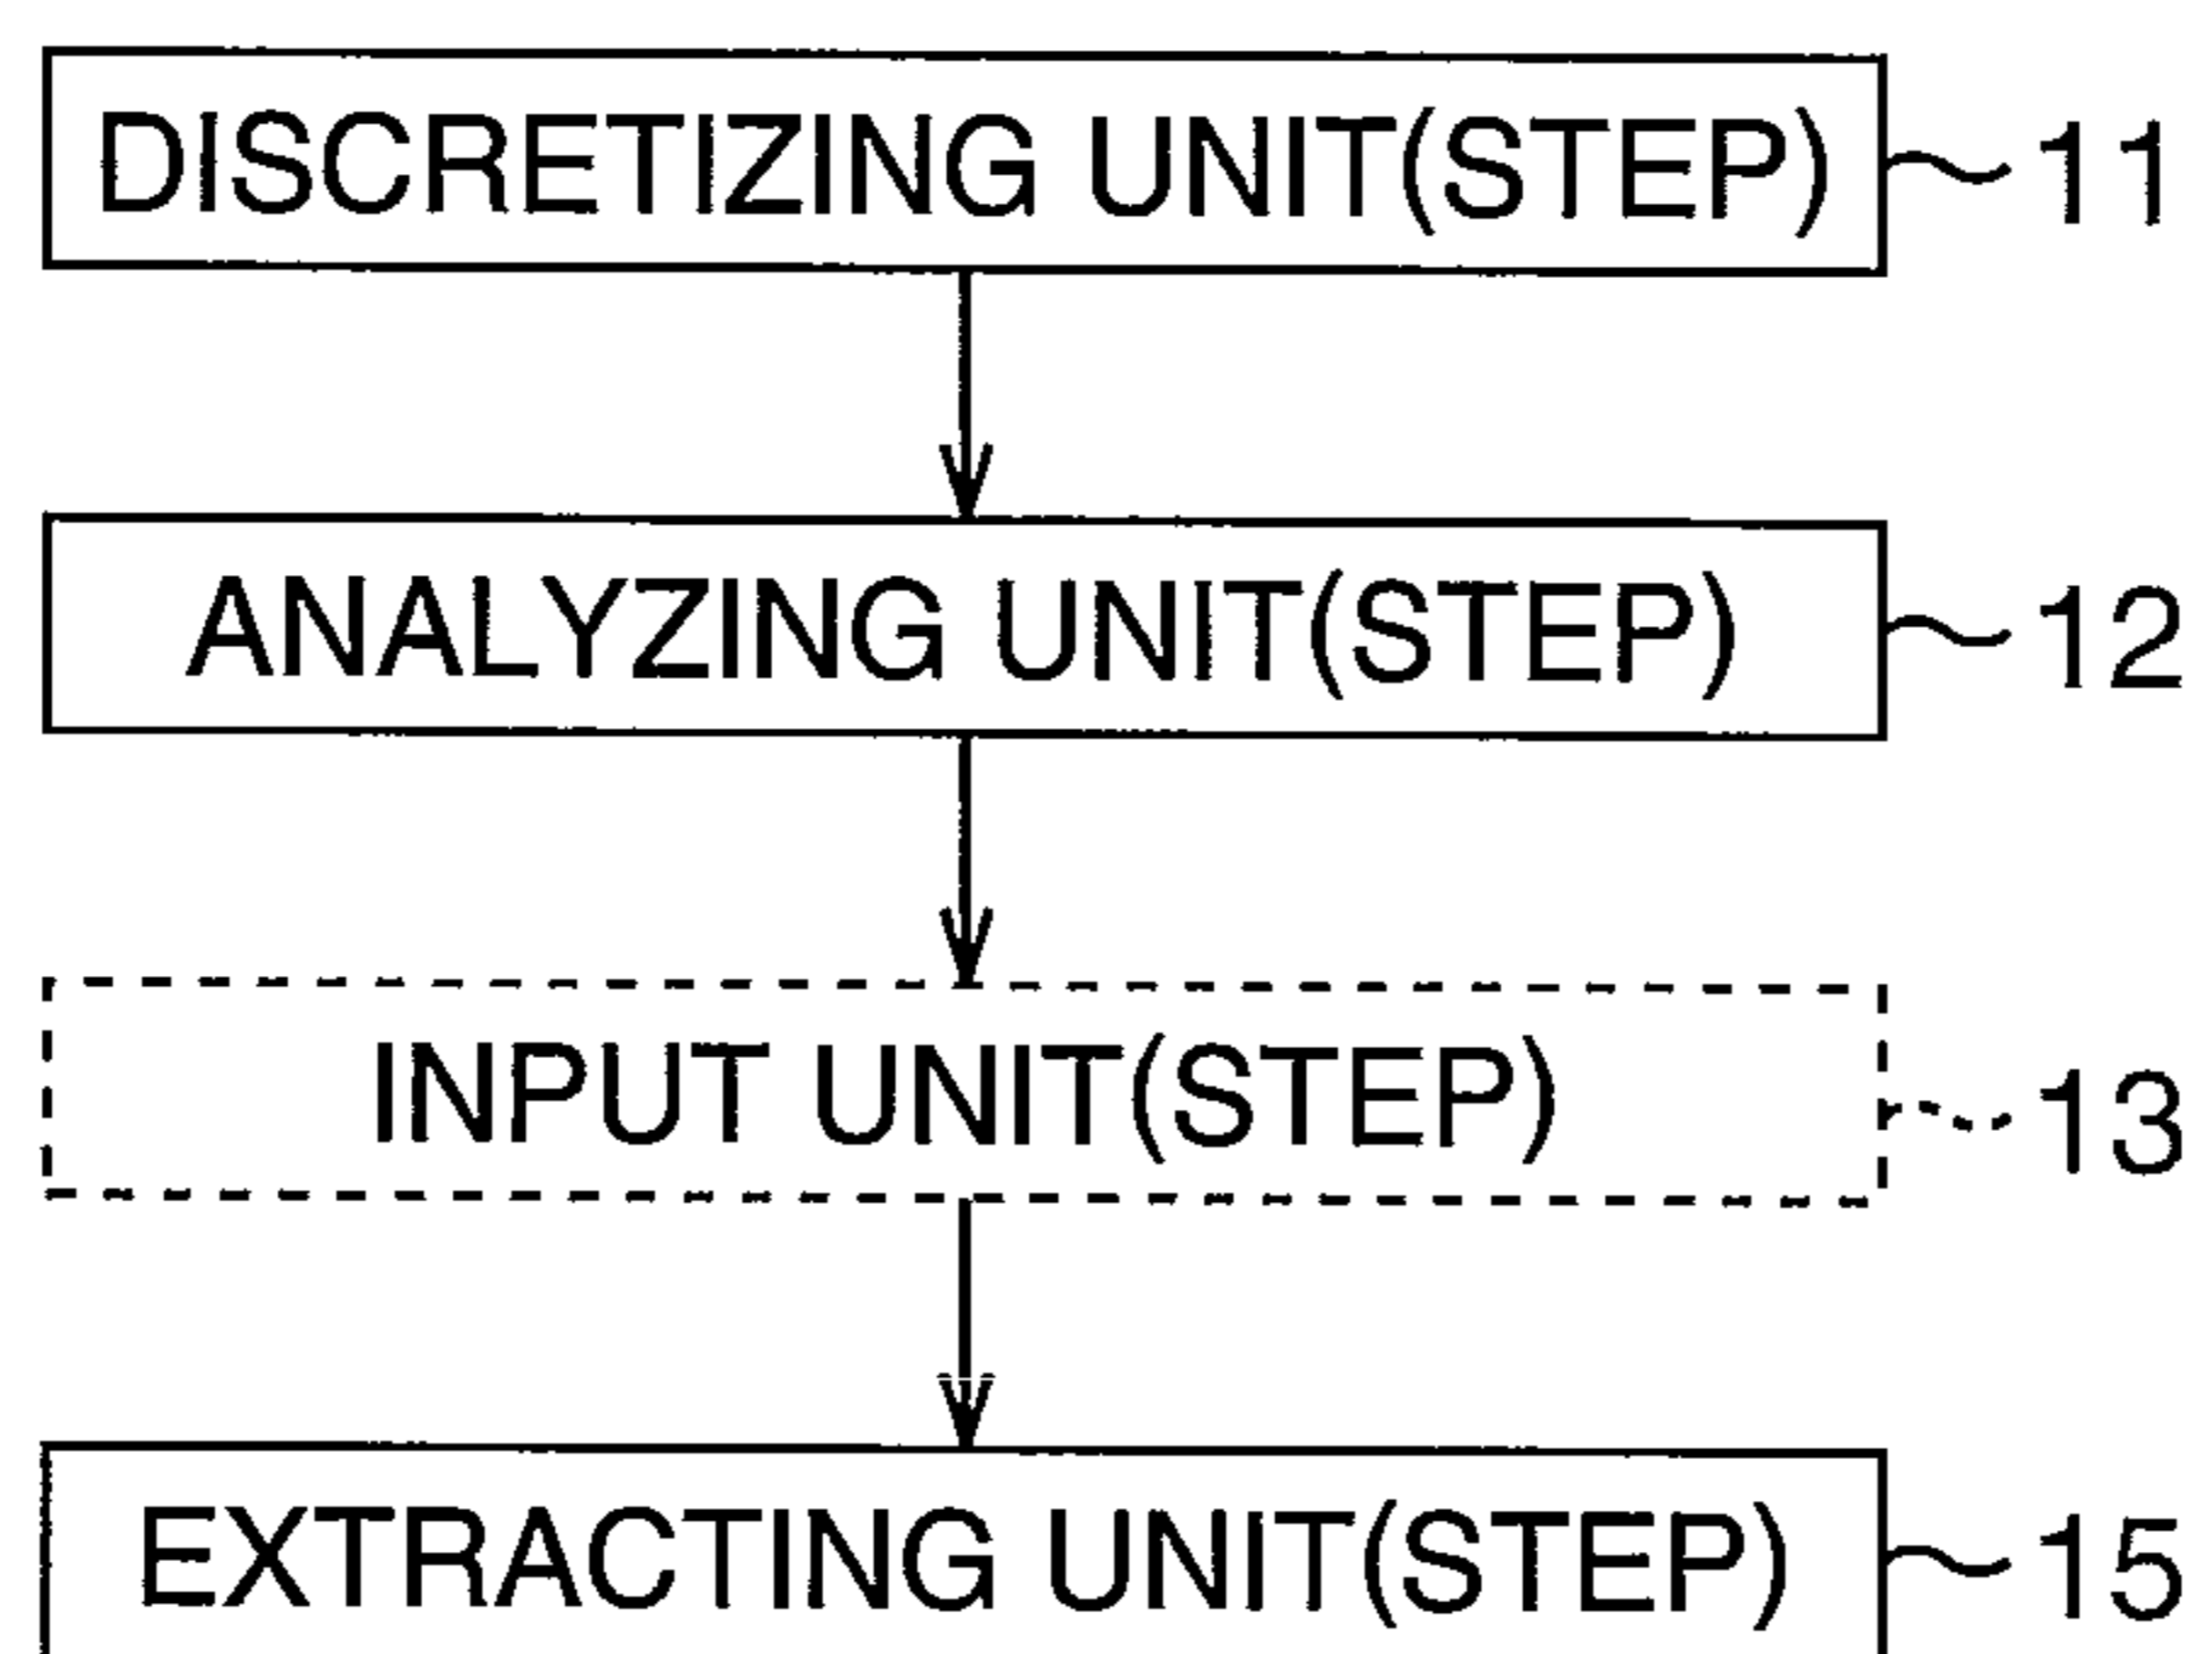 DISCRETIZING UNIT(STEP) 11
ANALYZING UNIT(STEP) 12
INPUT UNIT(STEP) 13
EXTRACTING UNIT(STEP) 15